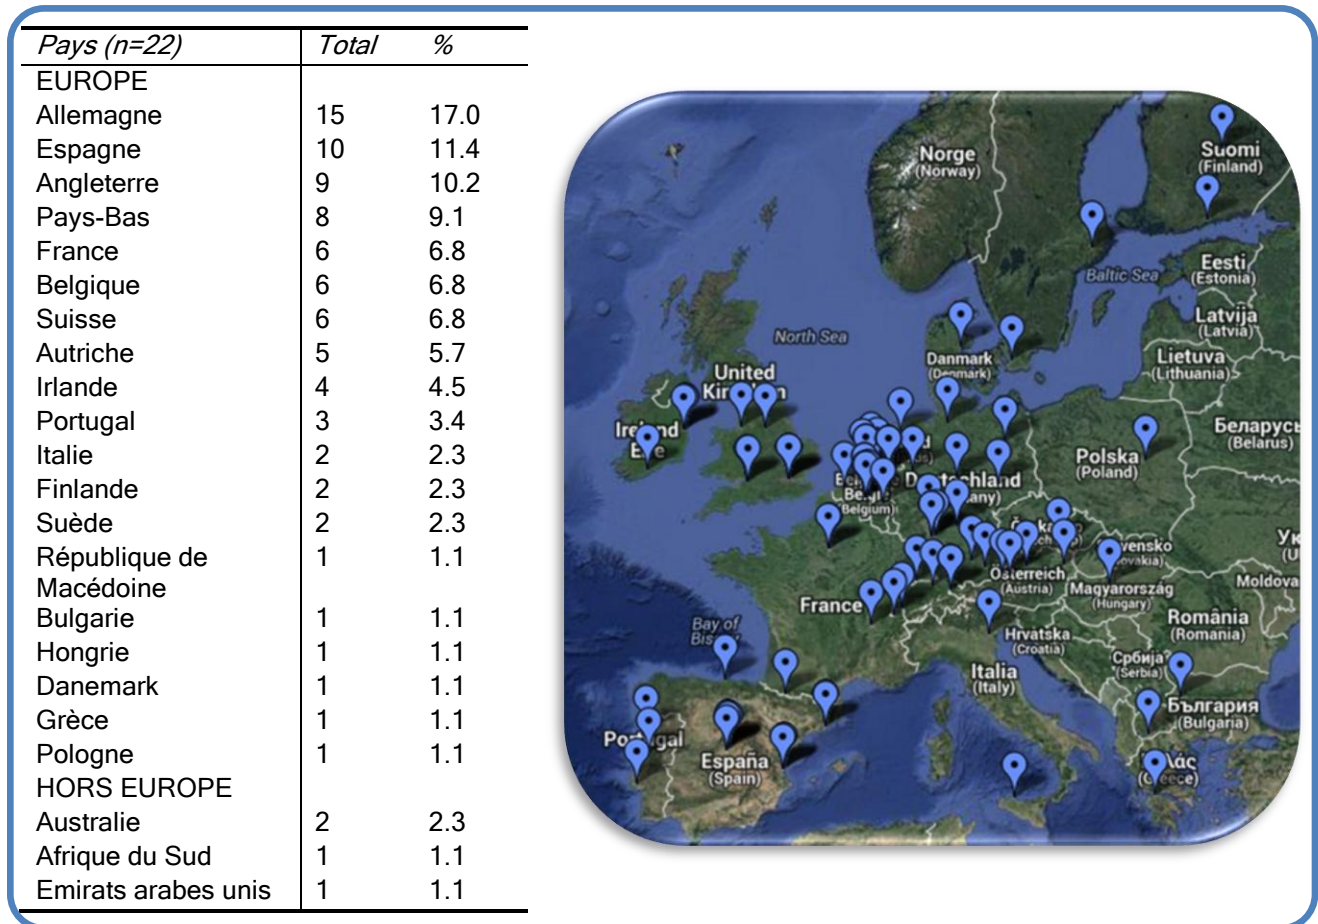 Pays (n=22) Total %
EUROPE
Allemagne 15 17.0
Espagne 10 11.4
Angleterre 9 10.2
Pays-Bas 8 9.1
France 6 6.8
Belgique 6 6.8
Suisse 6 6.8
Autriche 5 5.7
Irlande 4 4.5
Portugal 3 3.4
Italie 2 2.3
Finlande 2 2.3
Suède 2 2.3
République de 1 1.1
Macédoine
Bulgarie 1 1.1
Hongrie 1 1.1
Danemark 1 1.1
Grèce 1 1.1
Pologne 1 1.1
HORS EUROPE
Australie 2 2.3
Afrique du Sud 1 1.1
Emirats arabes unis 1 1.1
Norge
(Norway)
Suomi
(Finland)
Baltic Sea
Eesti
(Estonia)
Latvija
(Latvia)
North Sea
Danmark
(Denmark)
Lietuva
(Lithuania)
United
Беларусь
(Belarus)
Polska
(Poland)
(Belgium)
Österreich
(Austria)
Magyarország
(Hungary)
Moldova
France
România
(Romania)
Bay of
Hrvatska
(Croatia)
Србија
(Serbia)
Italia
(Italy)
България
(Bulgaria)
España
(Spain)